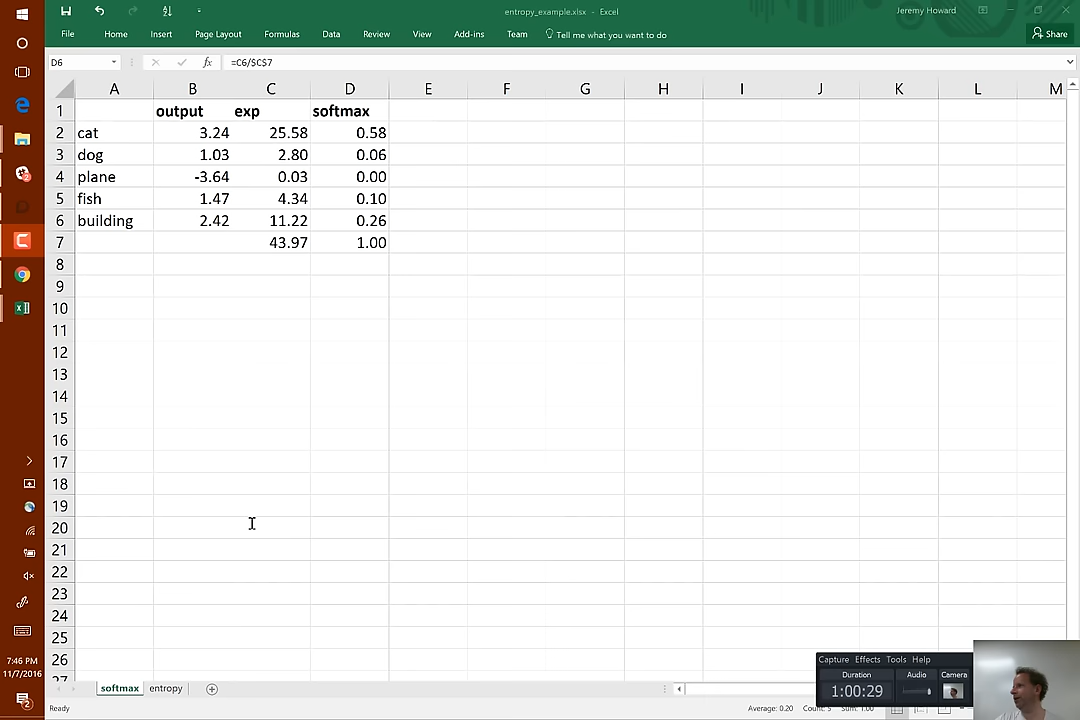 entropy_example.xlsx - Excel
Jeremy Howard
File Home Insert Page Layout Formulas Data Review View Add-ins Team Tell me what you want to do Share
D6 fx =C6/$C$7
A B C D E F G H I J K L M
1 output exp softmax
2 cat 3.24 25.58 0.58
3 dog 1.03 2.80 0.06
4 plane -3.64 0.03 0.00
5 fish 1.47 4.34 0.10
6 building 2.42 11.22 0.26
7 43.97 1.00
8
9
10
11
12
13
14
15
16
17
18
19
20
21
22
23
24
25
26
27
softmax entropy
Ready
Average: 0.20 Count: 5 Sum: 1.00
Capture Effects Tools Help
Duration Audio Camera
1:00:29
7:46 PM
11/7/2016
2